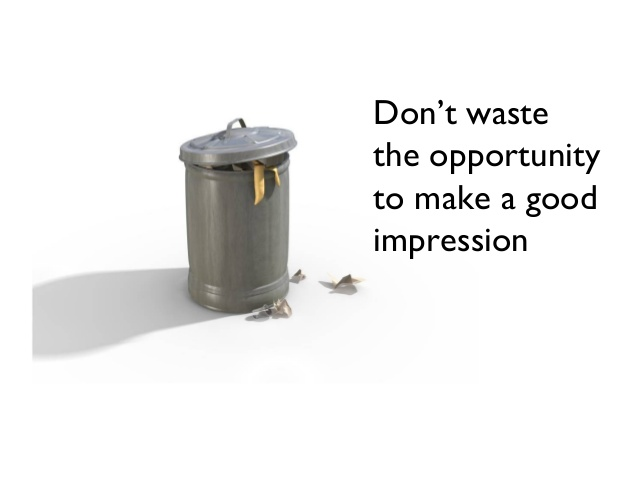 Don’t waste
the opportunity
to make a good
impression